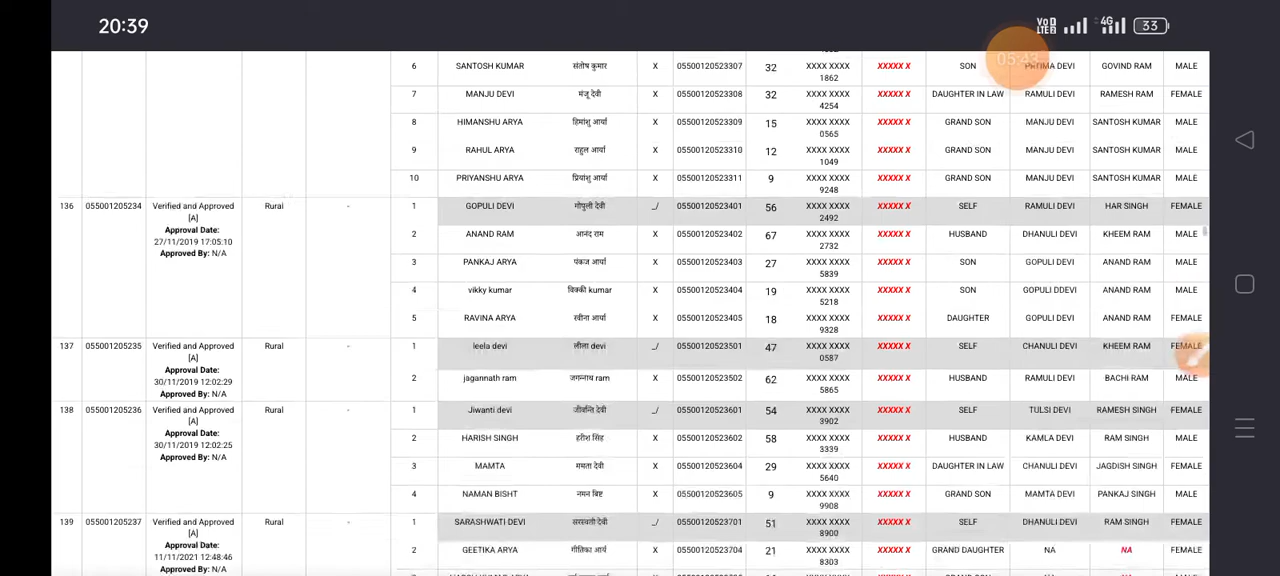 20:39
Vo LTE 2 4G 33
05:43
6 SANTOSH KUMAR संतोष कुमार X 05500120523307 32 XXXX XXXX 1862 XXXXX X SON DEVI GOVIND RAM MALE
7 MANJU DEVI मंजू देवी X 05500120523308 32 XXXX XXXX 4254 XXXXX X DAUGHTER IN LAW RAMULI DEVI RAMESH RAM FEMALE
8 HIMANSHU ARYA हिमांशु आर्या X 05500120523309 15 XXXX XXXX 0565 XXXXX X GRAND SON MANJU DEVI SANTOSH KUMAR MALE
9 RAHUL ARYA राहुल आर्या X 05500120523310 12 XXXX XXXX 1049 XXXXX X GRAND SON MANJU DEVI SANTOSH KUMAR MALE
10 PRIYANSHU ARYA प्रियांशु आर्या X 05500120523311 9 XXXX XXXX 9248 XXXXX X GRAND SON MANJU DEVI SANTOSH KUMAR MALE
136 055001205234 Verified and Approved [A] Approval Date: 27/11/2019 17:05:10 Approved By: N/A Rural - 1 GOPULI DEVI गोपुली देवी _/ 05500120523401 56 XXXX XXXX 2492 XXXXX X SELF RAMULI DEVI HAR SINGH FEMALE
2 ANAND RAM आनंद राम X 05500120523402 67 XXXX XXXX 2732 XXXXX X HUSBAND DHANULI DEVI KHEEM RAM MALE
3 PANKAJ ARYA पंकज आर्या X 05500120523403 27 XXXX XXXX 5839 XXXXX X SON GOPULI DEVI ANAND RAM MALE
4 vikky kumar विक्की kumar X 05500120523404 19 XXXX XXXX 5218 XXXXX X SON GOPULI DDEVI ANAND RAM MALE
5 RAVINA ARYA रवीना आर्या X 05500120523405 18 XXXX XXXX 9328 XXXXX X DAUGHTER GOPULI DEVI ANAND RAM FEMALE
137 055001205235 Verified and Approved [A] Approval Date: 30/11/2019 12:02:29 Approved By: N/A Rural - 1 leela devi लीला devi _/ 05500120523501 47 XXXX XXXX 0587 XXXXX X SELF CHANULI DEVI KHEEM RAM FEMALE
2 jagannath ram जगन्नाथ ram X 05500120523502 62 XXXX XXXX 5865 XXXXX X HUSBAND RAMULI DEVI BACHI RAM MALE
138 055001205236 Verified and Approved [A] Approval Date: 30/11/2019 12:02:25 Approved By: N/A Rural - 1 Jiwanti devi जीवन्ति देवी _/ 05500120523601 54 XXXX XXXX 3902 XXXXX X SELF TULSI DEVI RAMESH SINGH FEMALE
2 HARISH SINGH हरीश सिंह X 05500120523602 58 XXXX XXXX 3339 XXXXX X HUSBAND KAMLA DEVI RAM SINGH MALE
3 MAMTA ममता देवी X 05500120523604 29 XXXX XXXX 5640 XXXXX X DAUGHTER IN LAW CHANULI DEVI JAGDISH SINGH FEMALE
4 NAMAN BISHT नमन बिष्ट X 05500120523605 9 XXXX XXXX 9908 XXXXX X GRAND SON MAMTA DEVI PANKAJ SINGH MALE
139 055001205237 Verified and Approved [A] Approval Date: 11/11/2021 12:48:46 Approved By: N/A Rural - 1 SARASHWATI DEVI सरस्वती देवी _/ 05500120523701 51 XXXX XXXX 8900 XXXXX X SELF DHANULI DEVI RAM SINGH FEMALE
2 GEETIKA ARYA गीतिका आर्य X 05500120523704 21 XXXX XXXX 8303 XXXXX X GRAND DAUGHTER NA NA FEMALE